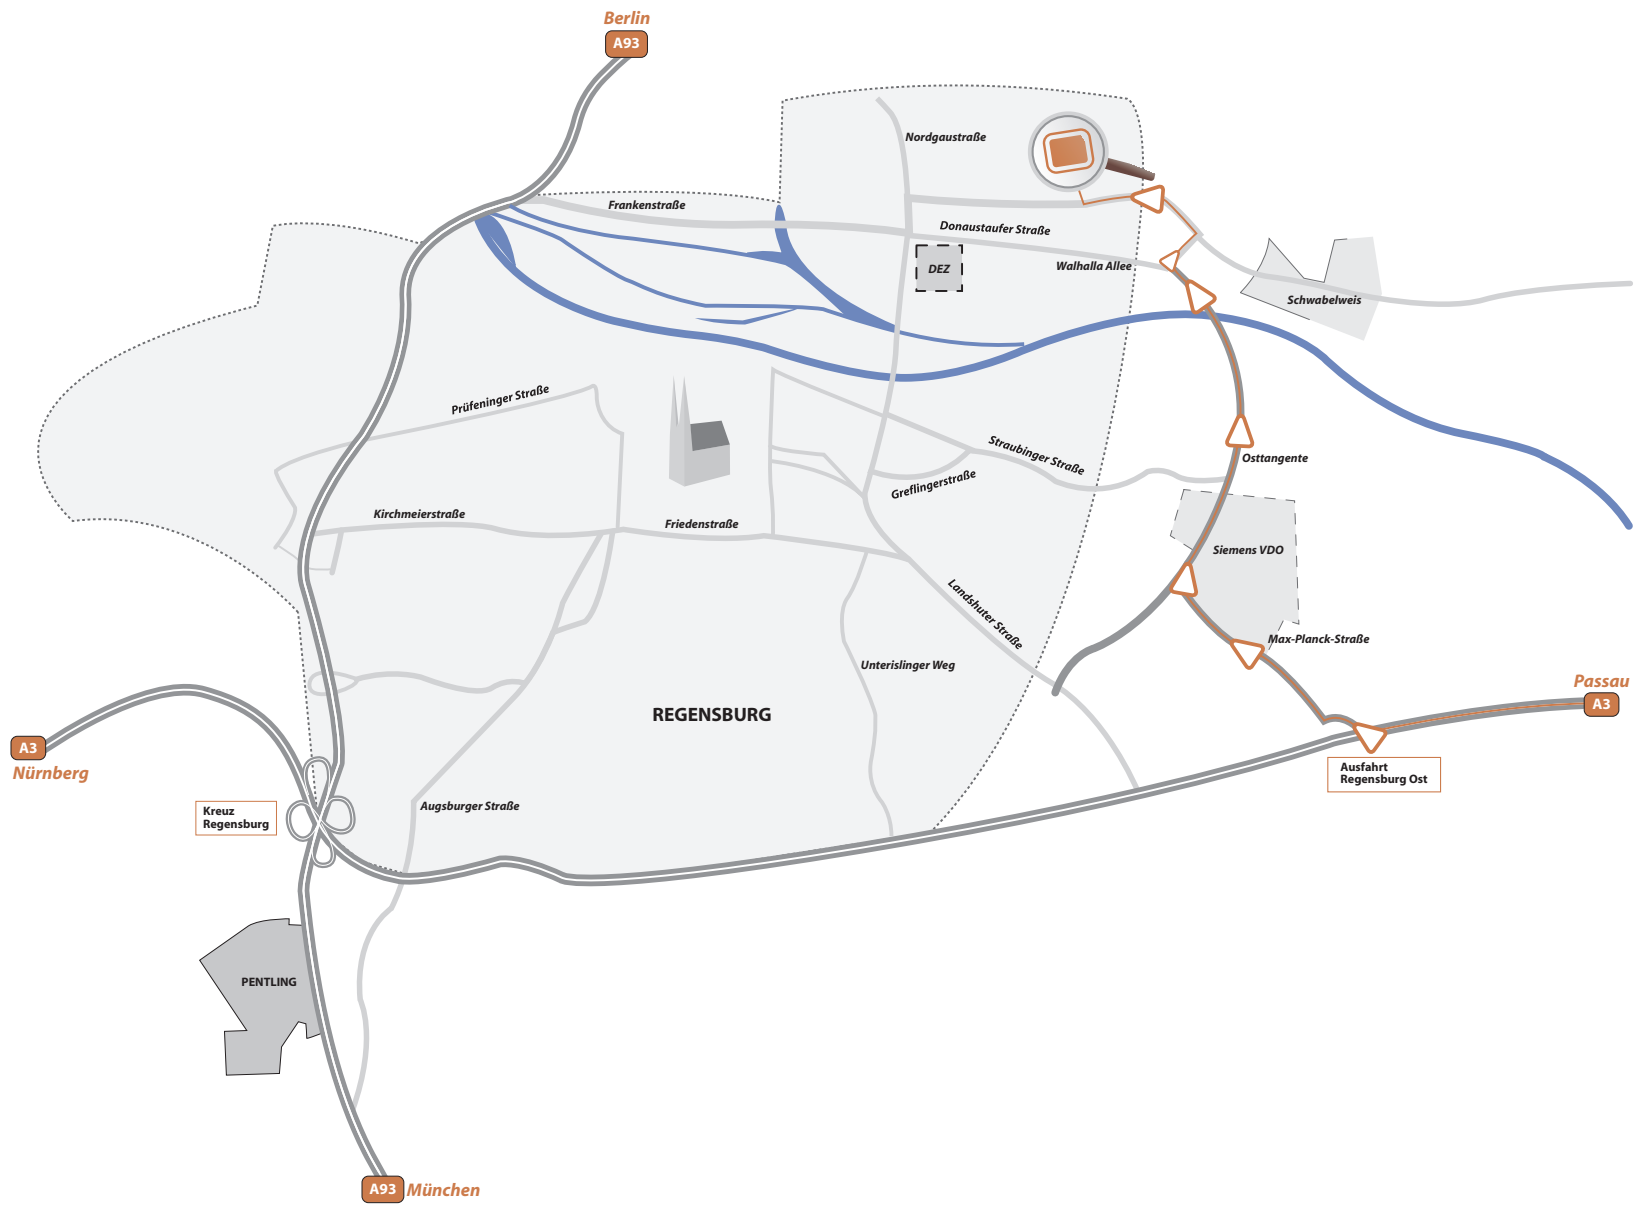 Berlin
A93
Nordgaustraße
Frankenstraße
Donaustaufer Straße
DEZ
Walhalla Allee
Schwabelweis
Prüfeninger Straße
Straubinger Straße
Osttangente
Greflingerstraße
Kirchmeierstraße
Friedenstraße
Siemens VDO
Landshuter Straße
Max-Planck-Straße
Unterislinger Weg
Passau
A3
REGENSBURG
A3
Nürnberg
Ausfahrt
Regensburg Ost
Kreuz
Regensburg
Augsburger Straße
PENTLING
A93 München